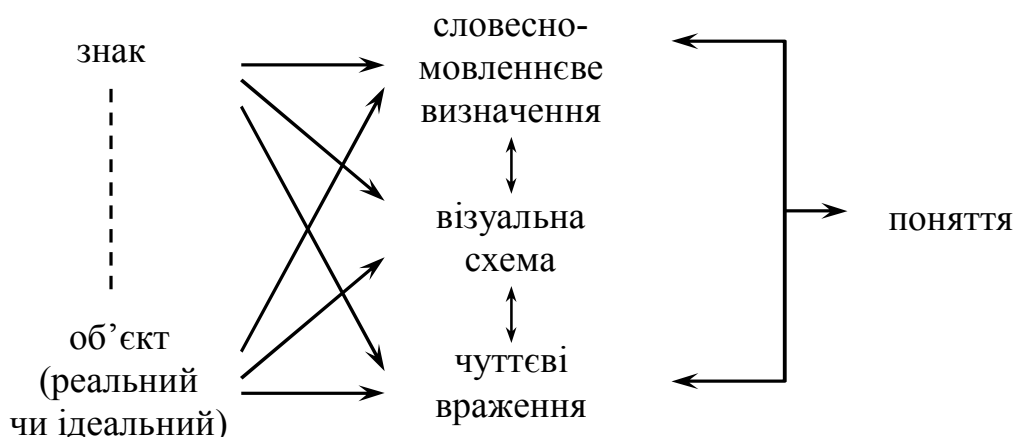 знак
об’єкт
(реальний
чи ідеальний)
словесно-
мовленнєве
визначення
візуальна
схема
чуттєві
враження
поняття